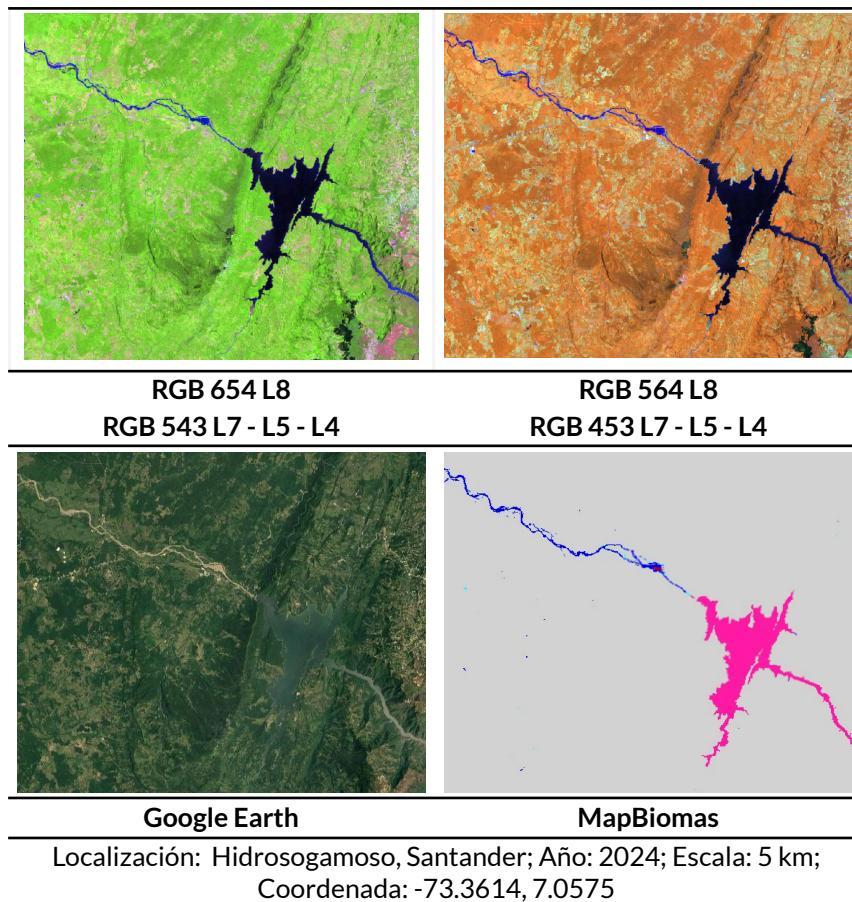 RGB 654 L8
RGB 543 L7 - L5 - L4
RGB 564 L8
RGB 453 L7 - L5 - L4
Google Earth
MapBiomas
Localización: Hidrosogamoso, Santander; Año: 2024; Escala: 5 km;
Coordenada: -73.3614, 7.0575